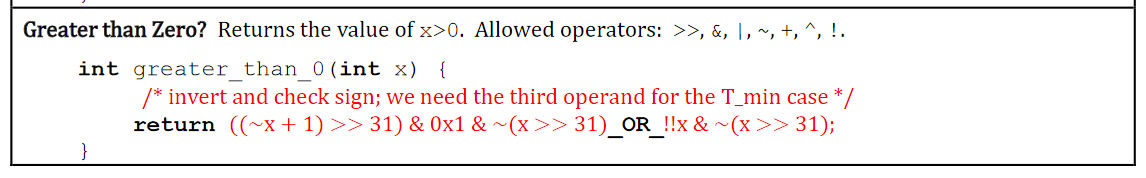 Greater than Zero? Returns the value of x>0. Allowed operators: >>, &, |, ~, +, ^, !.
int greater_than_0(int x) {
/* invert and check sign; we need the third operand for the T_min case */
return ((~x + 1) >> 31) & 0x1 & ~(x >> 31)_OR_!!x & ~(x >> 31);
}